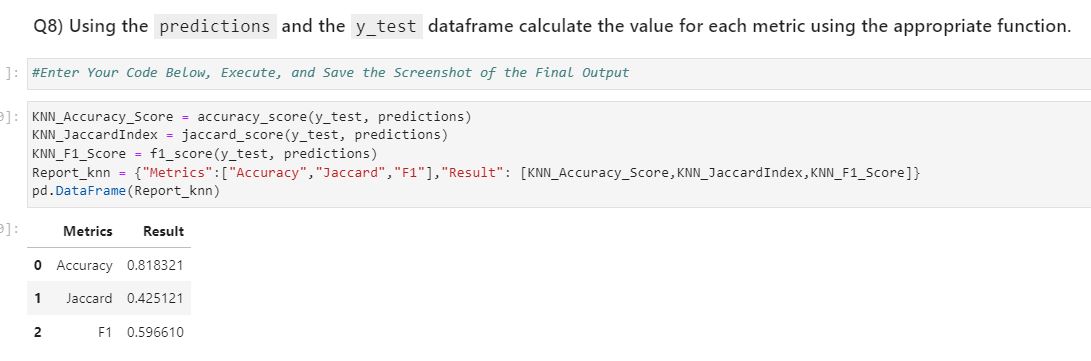 Q8) Using the predictions and the y_test dataframe calculate the value for each metric using the appropriate function.
]: #Enter Your Code Below, Execute, and Save the Screenshot of the Final Output
]: KNN_Accuracy_Score = accuracy_score(y_test, predictions)
KNN_JaccardIndex = jaccard_score(y_test, predictions)
KNN_F1_Score = f1_score(y_test, predictions)
Report_knn = {"Metrics":["Accuracy","Jaccard","F1"],"Result": [KNN_Accuracy_Score,KNN_JaccardIndex,KNN_F1_Score]}
pd.DataFrame(Report_knn)
]: Metrics Result
0 Accuracy 0.818321
1 Jaccard 0.425121
2 F1 0.596610